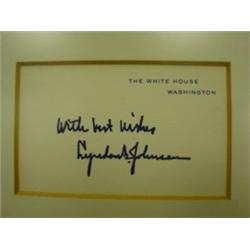 THE WHITE HOUSE
WASHINGTON
With best wishes
Lyndon B. Johnson